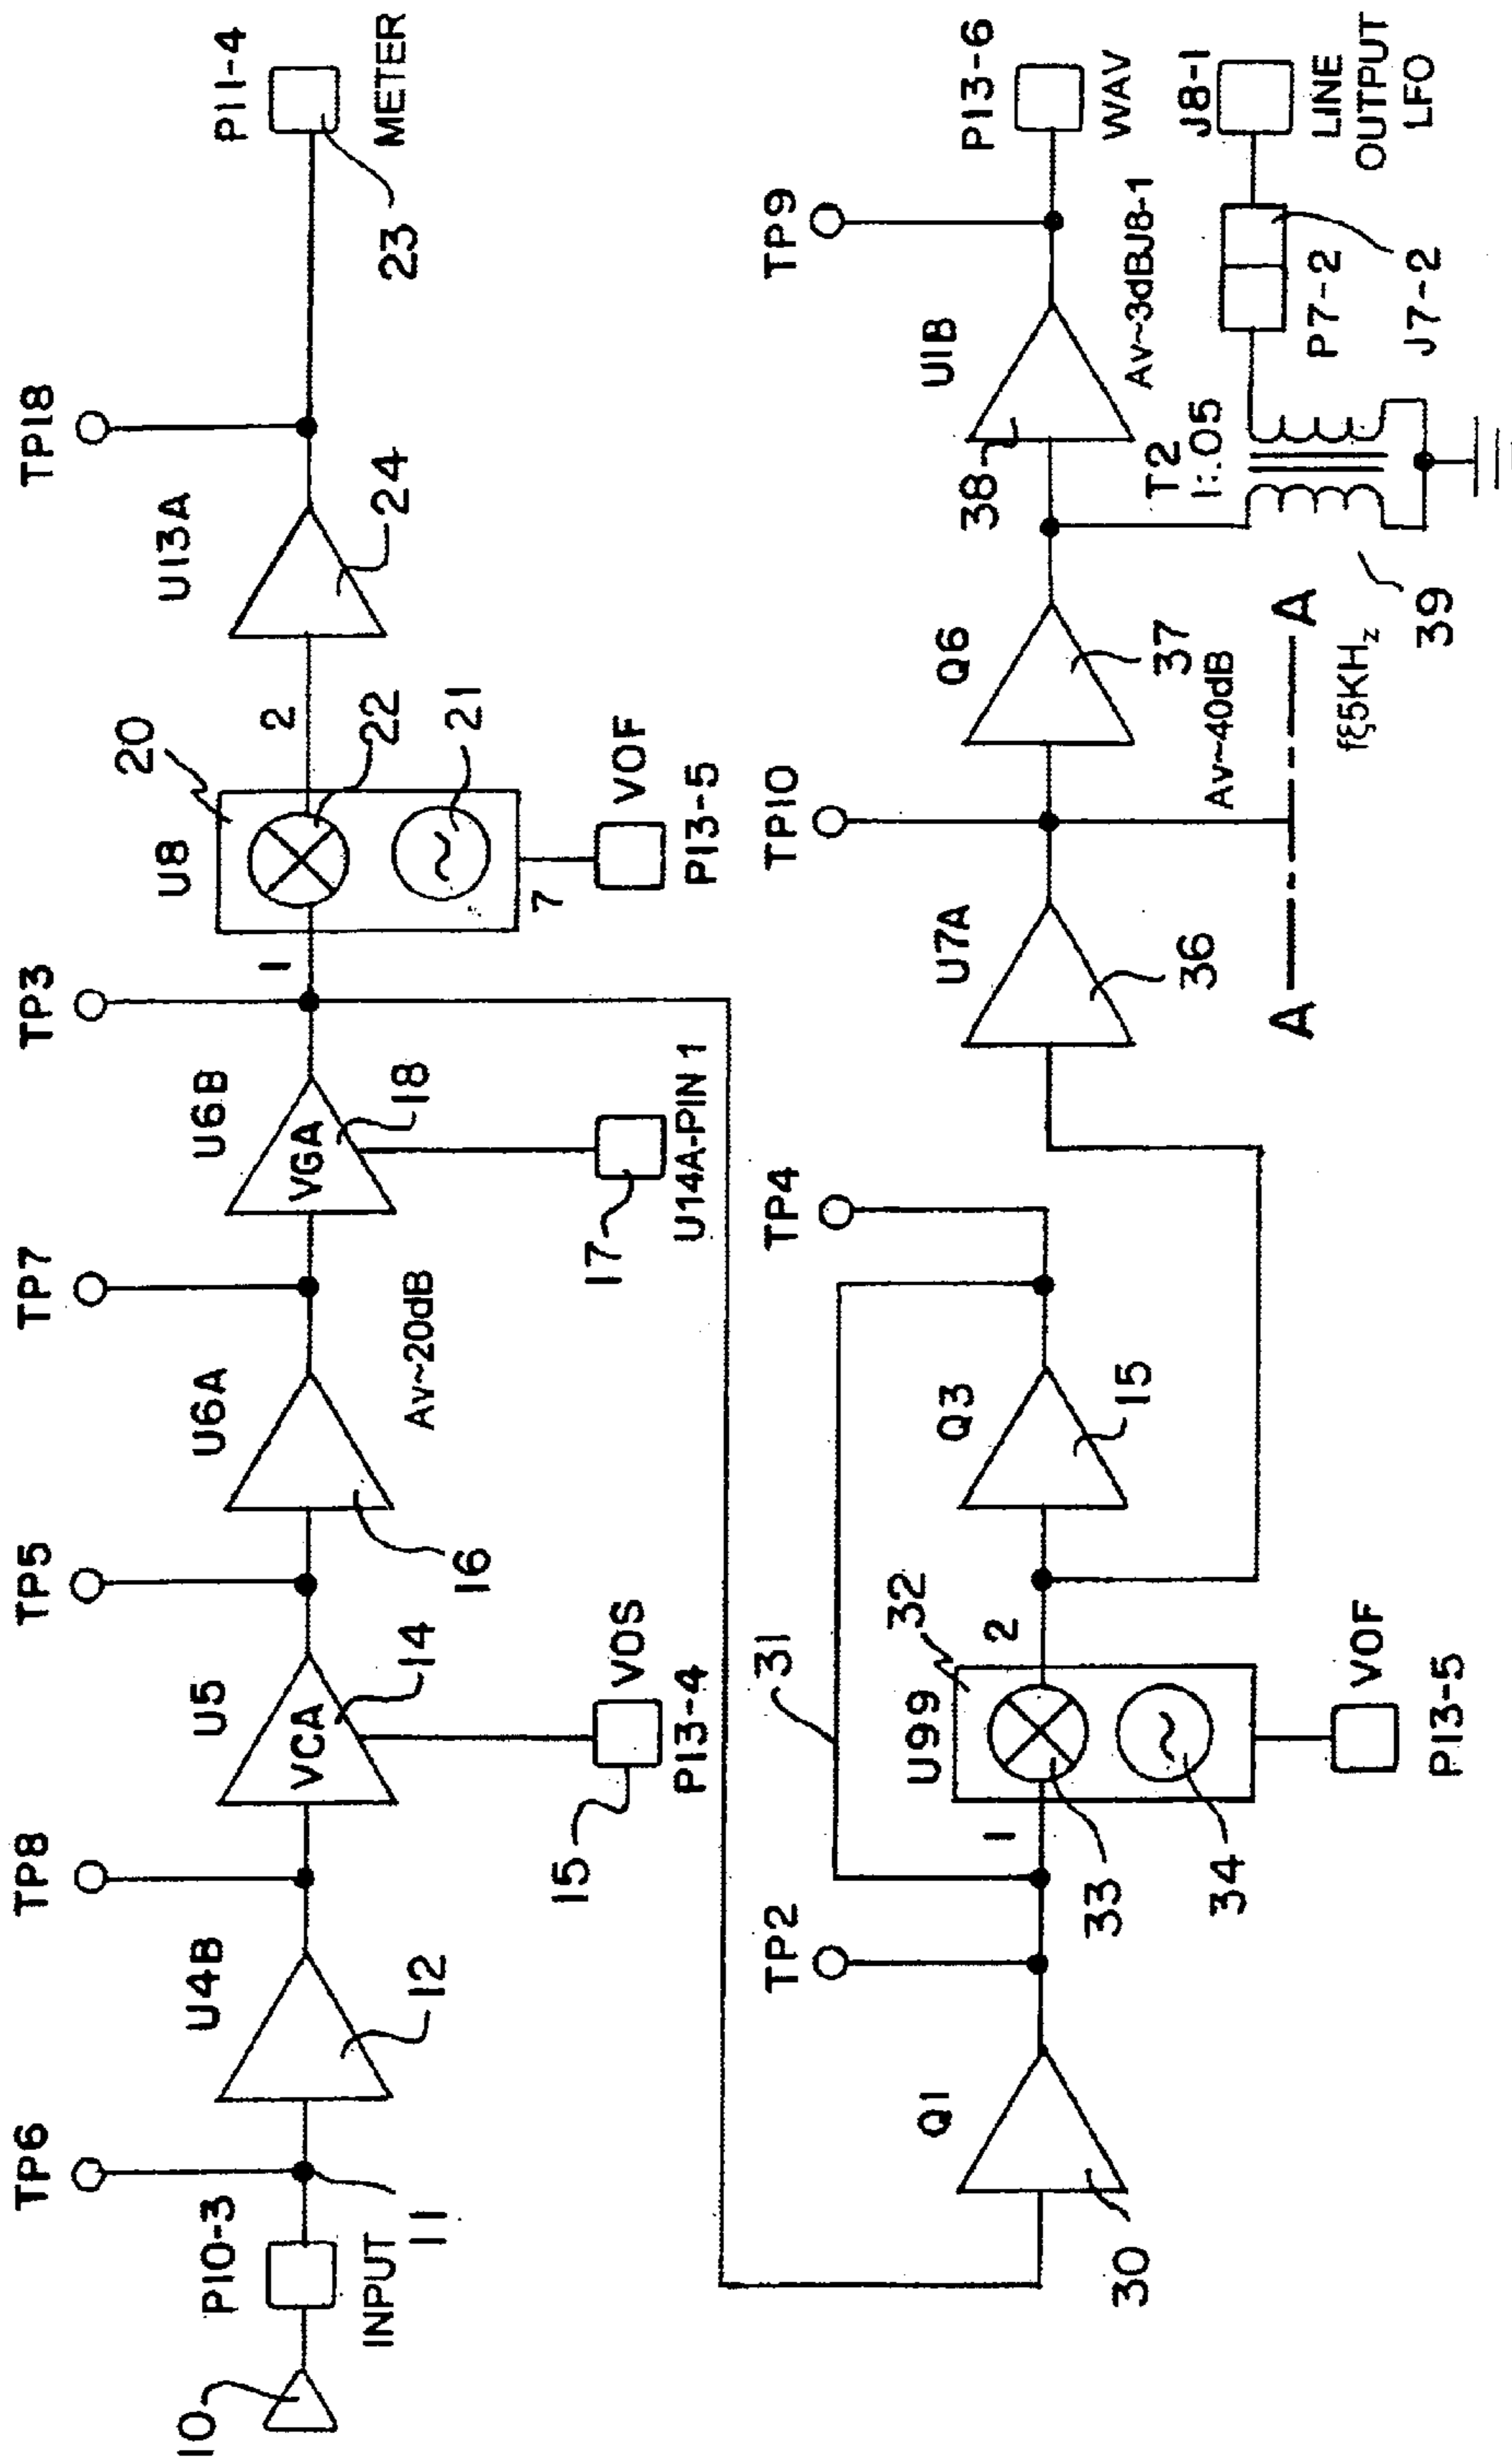 TP6
TP8
TP5
TP7
TP3
TP18
P10-3
U4B
U5
U6A
U6B
U8
20
U13A
P11-4
10
VCA
VGA
1
2
INPUT
11
12
14
16
Av~20dB
18
22
21
24
23
METER
15
VOS
P13-4
17
U14A-PIN 1
7
VOF
P13-5
TP2
31
TP4
TP10
TP9
Q1
U99
32
Q3
U7A
Q6
U1B
P13-6
1
2
38
WAV
30
33
15
36
37
Av~3dBJ8-1
T2
J8-1
34
Av~40dB
1:.05
A
A
P7-2
LINE
OUTPUT
LFO
VOF
P13-5
fξ5KHz
39
J7-2